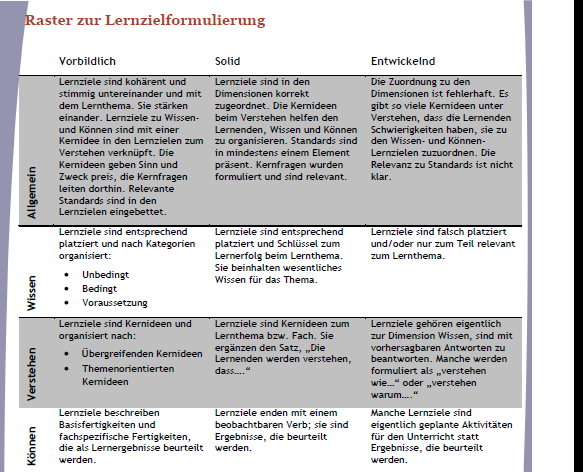 Raster zur Lernzielformulierung
Vorbildlich
Solid
Entwickelnd
Allgemein
Lernziele sind kohärent und
stimmig untereinander und mit
dem Lernthema. Sie stärken
einander. Lernziele zu Wissen-
und Können sind mit einer
Kernidee in den Lernzielen zum
Verstehen verknüpft. Die
Kernideen geben Sinn und
Zweck preis, die Kernfragen
leiten dorthin. Relevante
Standards sind in den
Lernzielen eingebettet.
Lernziele sind in den
Dimensionen korrekt
zugeordnet. Die Kernideen
beim Verstehen helfen den
Lernenden, Wissen und Können
zu organisieren. Standards sind
in mindestens einem Element
präsent. Kernfragen wurden
formuliert und sind relevant.
Die Zuordnung zu den
Dimensionen ist fehlerhaft. Es
gibt so viele Kernideen unter
Verstehen, dass die Lernenden
Schwierigkeiten haben, sie zu
den Wissen- und Können-
Lernzielen zuzuordnen. Die
Relevanz zu Standards ist nicht
klar.
Wissen
Lernziele sind entsprechend
platziert und nach Kategorien
organisiert:
• Unbedingt
• Bedingt
• Voraussetzung
Lernziele sind entsprechend
platziert und Schlüssel zum
Lernerfolg beim Lernthema.
Sie beinhalten wesentliches
Wissen für das Thema.
Lernziele sind falsch platziert
und/oder nur zum Teil relevant
zum Lernthema.
Verstehen
Lernziele sind Kernideen und
organisiert nach:
• Übergreifenden Kernideen
• Themenorientierten
Kernideen
Lernziele sind Kernideen zum
Lernthema bzw. Fach. Sie
ergänzen den Satz, „Die
Lernenden werden verstehen,
dass….“
Lernziele gehören eigentlich
zur Dimension Wissen, sind mit
vorhersagbaren Antworten zu
beantworten. Manche werden
formuliert als „verstehen
wie…“ oder „verstehen
warum….“
Können
Lernziele beschreiben
Basisfertigkeiten und
fachspezifische Fertigkeiten,
die als Lernergebnisse beurteilt
werden.
Lernziele enden mit einem
beobachtbaren Verb; sie sind
Ergebnisse, die beurteilt
werden.
Manche Lernziele sind
eigentlich geplante Aktivitäten
für den Unterricht statt
Ergebnisse, die beurteilt
werden.